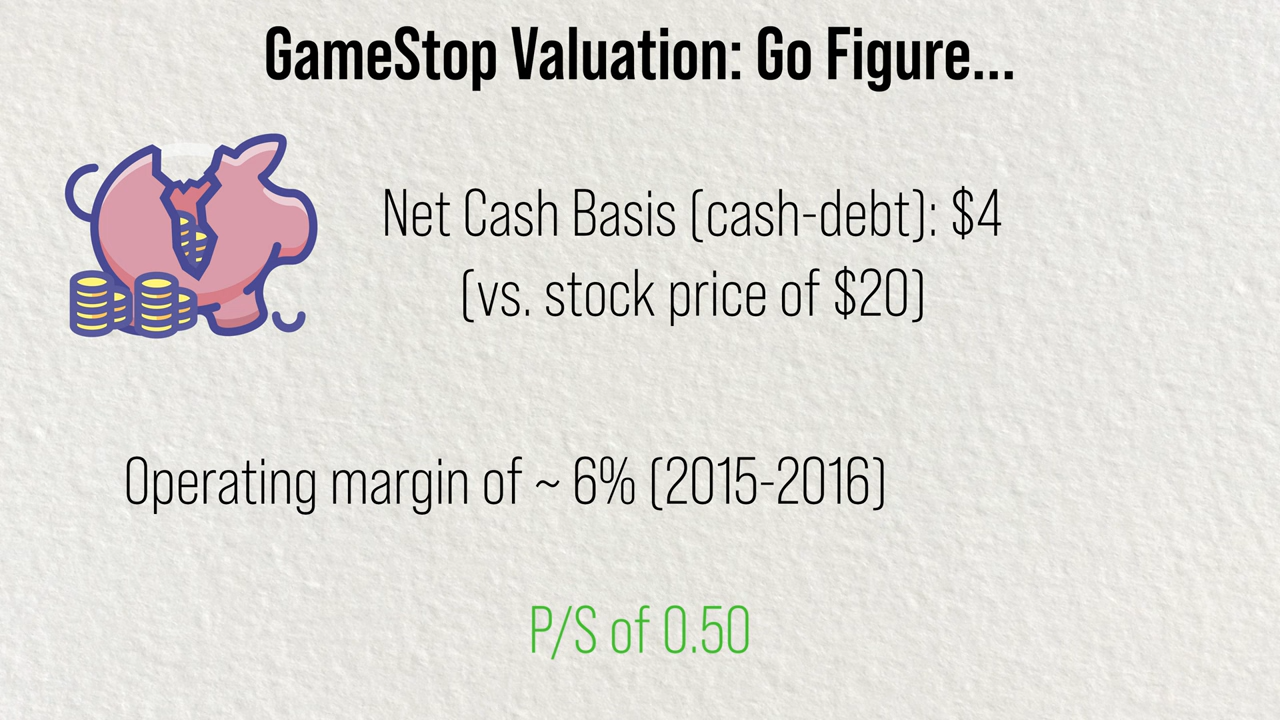 GameStop Valuation: Go Figure...
Net Cash Basis (cash-debt): $4
(vs. stock price of $20)
Operating margin of ~ 6% (2015-2016)
P/S of 0.50